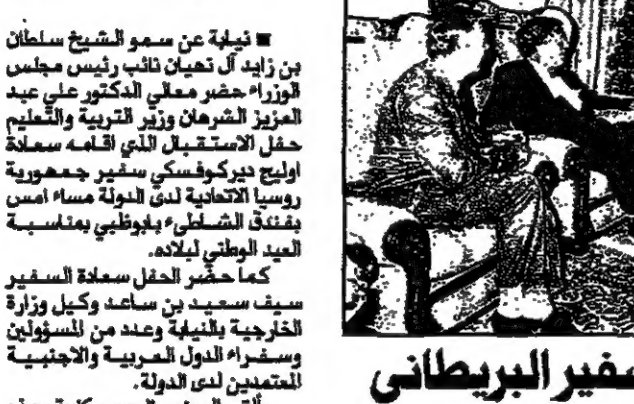 ■ نيابة عن سمو الشيخ سلطان
بن زايد آل نهيان نائب رئيس مجلس
الوزراء حضر معالي الدكتور علي عبد
العزيز الشرهان وزير التربية والتعليم
حفل الاستقبال الذي اقامه سعادة
اوليج ديركوفسكي سفير جمهورية
روسيا الاتحادية لدى الدولة مساء امس
بفندق الشاطىء بابوظبي بمناسبة
العيد الوطني لبلاده.
كما حضر الحفل سعادة السفير
سيف سعيد بن ساعد وكيل وزارة
الخارجية بالنيابة وعدد من المسؤولين
وسفراء الدول العربية والاجنبية
المعتمدين لدى الدولة.
سفير البريطاني